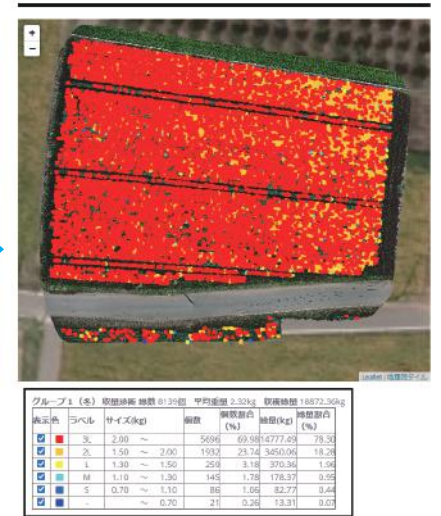 +
−
Leaflet | 地理院タイル
グループ1 (冬) 収量診断 総数 8139個 平均重量 2.32kg 収穫総量 18872.36kg
表示 色 ラベル サイズ(kg) 個数 個数割合(%) 総量(kg) 総量割合(%)
3L 2.00 ～ 5696 69.98 14777.49 78.30
2L 1.50 ～ 2.00 1932 23.74 3450.06 18.28
L 1.30 ～ 1.50 259 3.18 370.36 1.96
M 1.10 ～ 1.30 145 1.78 178.37 0.95
S 0.70 ～ 1.10 86 1.06 82.77 0.44
- ～ 0.70 21 0.26 13.31 0.07